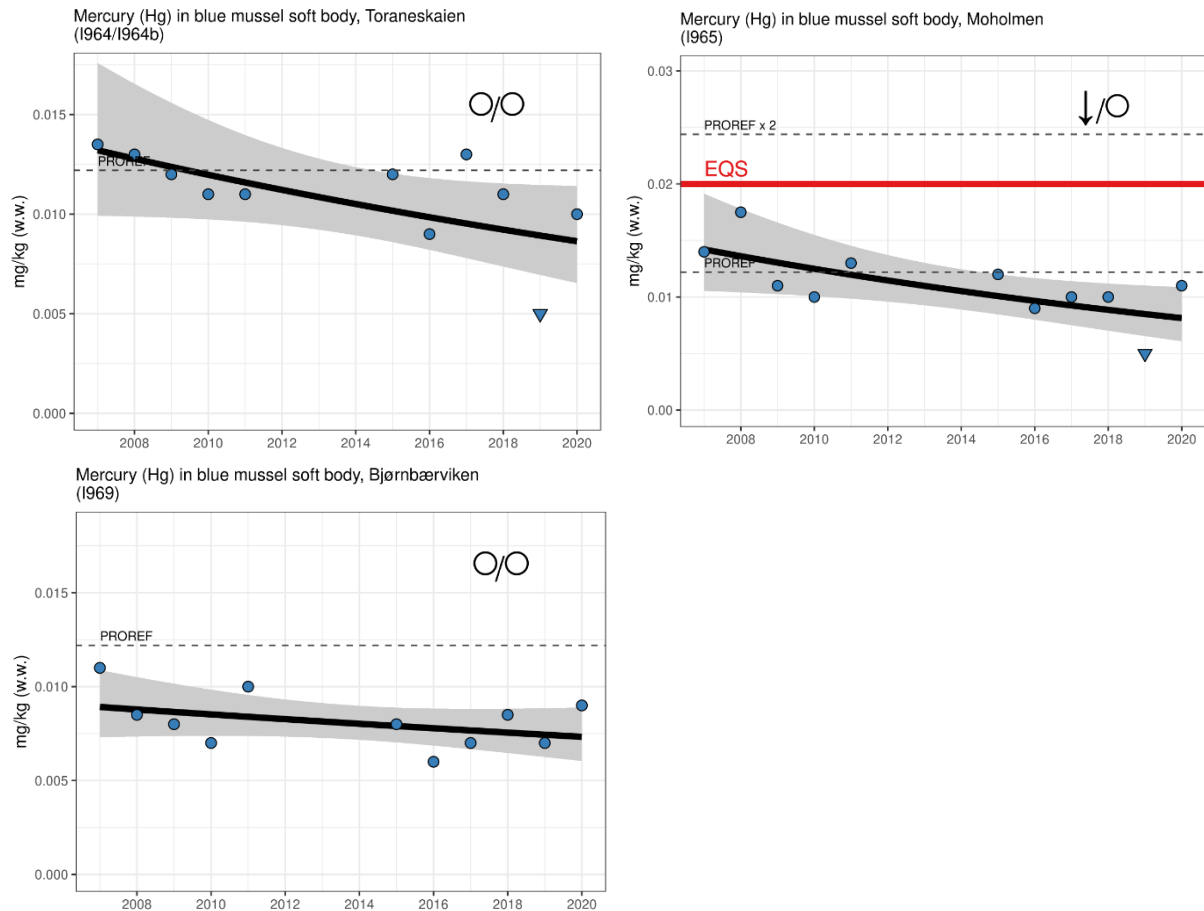 Mercury (Hg) in blue mussel soft body, Toraneskaien
(I964/I964b)
mg/kg (w.w.)
0.015
0.010
0.005
0.000
PROREF
2008 2010 2012 2014 2016 2018 2020
Mercury (Hg) in blue mussel soft body, Moholmen
(I965)
mg/kg (w.w.)
0.03
0.02
0.01
0.00
PROREF x 2
EQS
PROREF
2008 2010 2012 2014 2016 2018 2020
Mercury (Hg) in blue mussel soft body, Bjørnbærviken
(I969)
mg/kg (w.w.)
0.015
0.010
0.005
0.000
PROREF
2008 2010 2012 2014 2016 2018 2020